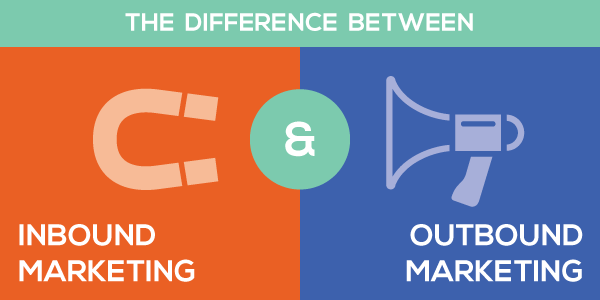 THE DIFFERENCE BETWEEN
&
INBOUND
MARKETING
OUTBOUND
MARKETING